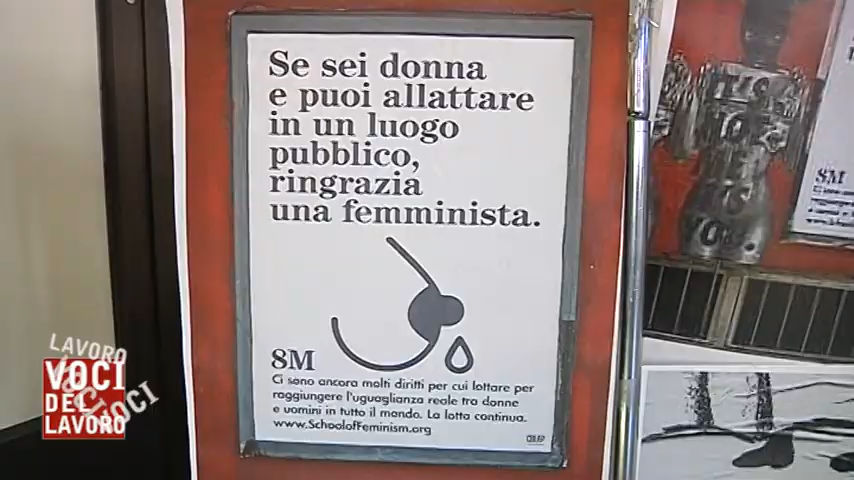 Se sei donna
e puoi allattare
in un luogo
pubblico,
ringrazia
una femminista.
8M
Ci sono ancora molti diritti per cui lottare per
raggiungere l'uguaglianza reale tra donne
e uomini in tutto il mondo. La lotta continua.
www.SchoolofFeminism.org
8M
LAVORO
VOCI
DEL
LAVORO
VOCI